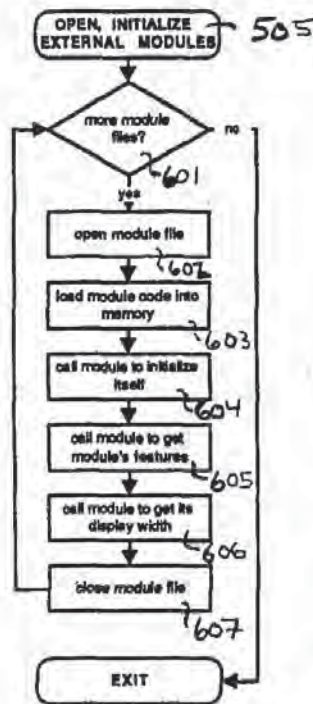 OPEN, INITIALIZE
EXTERNAL MODULES
505
more module
files?
no
601
yes
open module file
602
load module code into
memory
603
call module to initialize
itself
604
call module to get
module's features
605
call module to get its
display width
606
close module file
607
EXIT